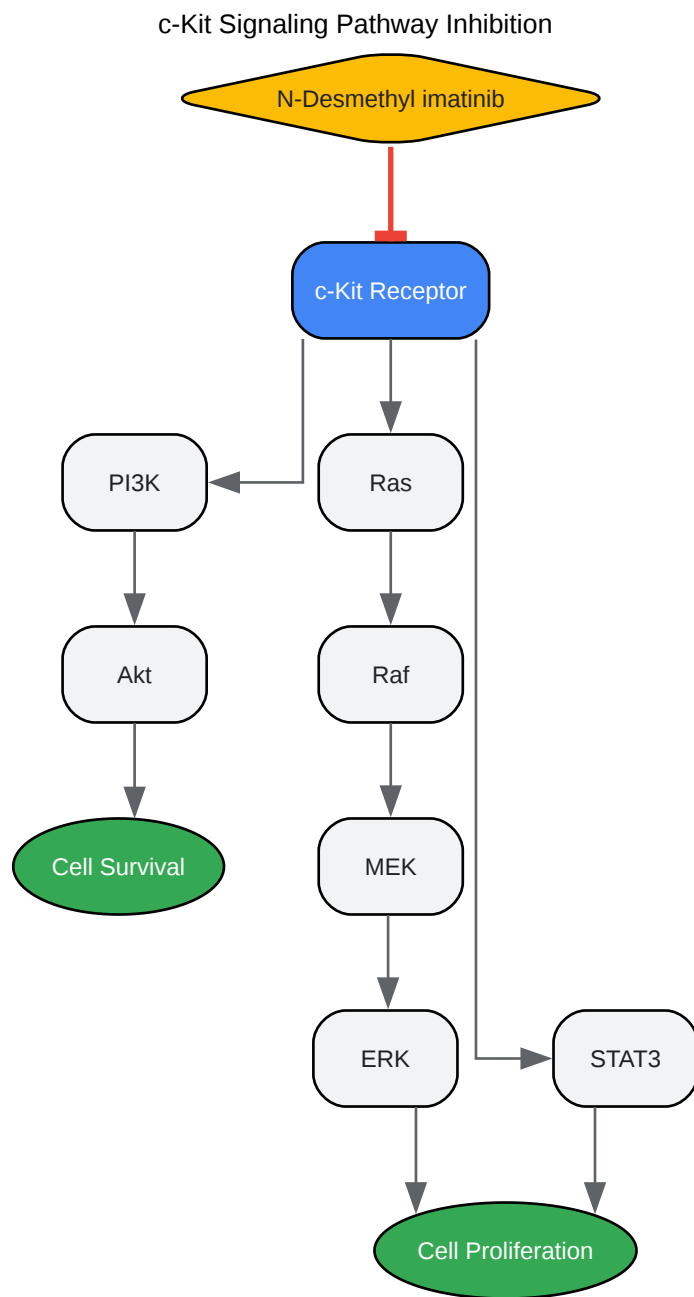 c-Kit Signaling Pathway Inhibition
N-Desmethyl imatinib
c-Kit Receptor
PI3K
Ras
Akt
Raf
Cell Survival
MEK
ERK
STAT3
Cell Proliferation